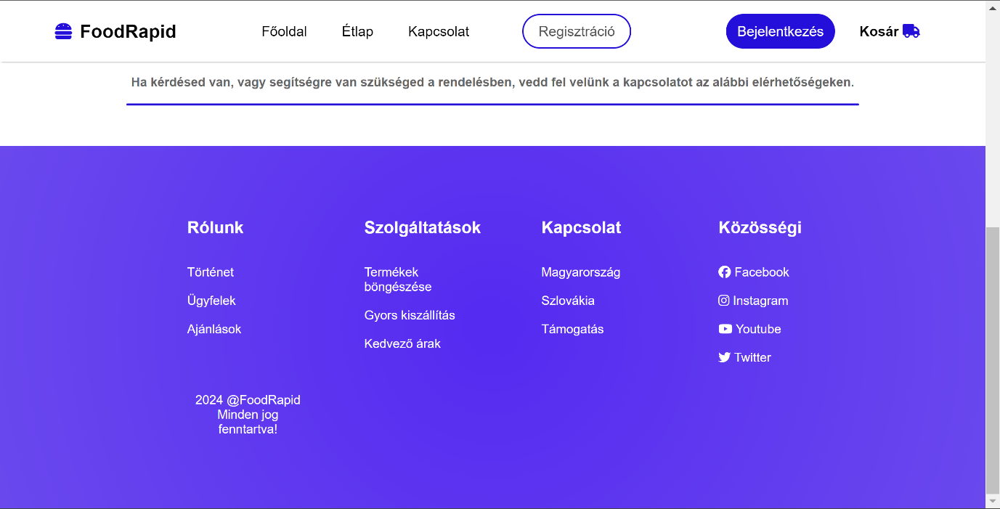 FoodRapid
Főoldal
Étlap
Kapcsolat
Regisztráció
Bejelentkezés
Kosár
Ha kérdésed van, vagy segítségre van szükséged a rendelésben, vedd fel velünk a kapcsolatot az alábbi elérhetőségeken.
Rólunk
Történet
Ügyfelek
Ajánlások
Szolgáltatások
Termékek
böngészése
Gyors kiszállítás
Kedvező árak
Kapcsolat
Magyarország
Szlovákia
Támogatás
Közösségi
Facebook
Instagram
Youtube
Twitter
2024 @FoodRapid
Minden jog
fenntartva!